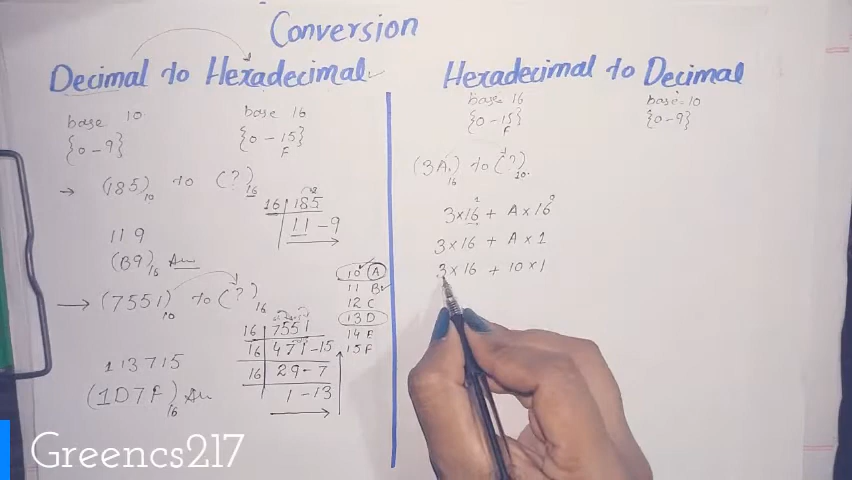 Conversion
Decimal to Hexadecimal ✓
base 10
{0-9}
base 16
{0-15}
F
→ (185)₁₀ to (?)₁₆
16 | 185
11-9
11 9
(B9)₁₆ Ans
→ (7551)₁₀ to (?)₁₆
10 A
11 B
12 C
13 D
14 E
15 F
16 | 7551
16 | 471-15
16 | 29-7
1-13
1 13 7 15
(1D7F)₁₆ Ans
Hexadecimal to Decimal
base 16
{0-15}
F
base=10
{0-9}
(3A)₁₆ to (?)₁₀
3×16¹ + A×16⁰
3×16 + A×1
3×16 + 10×1
Greencs217